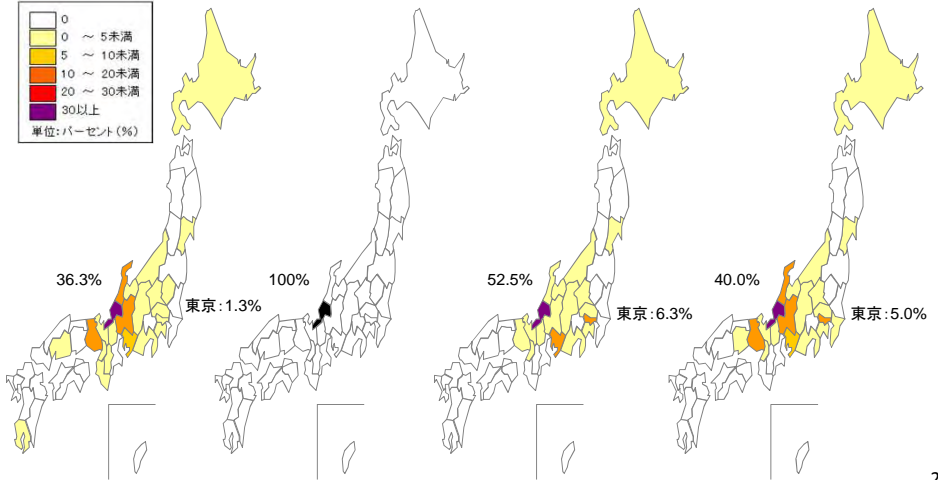 0
0 ～ 5未満
5 ～ 10未満
10 ～ 20未満
20 ～ 30未満
30以上
単位：パーセント（%）
36.3%
東京：1.3%
100%
52.5%
東京：6.3%
40.0%
東京：5.0%
2